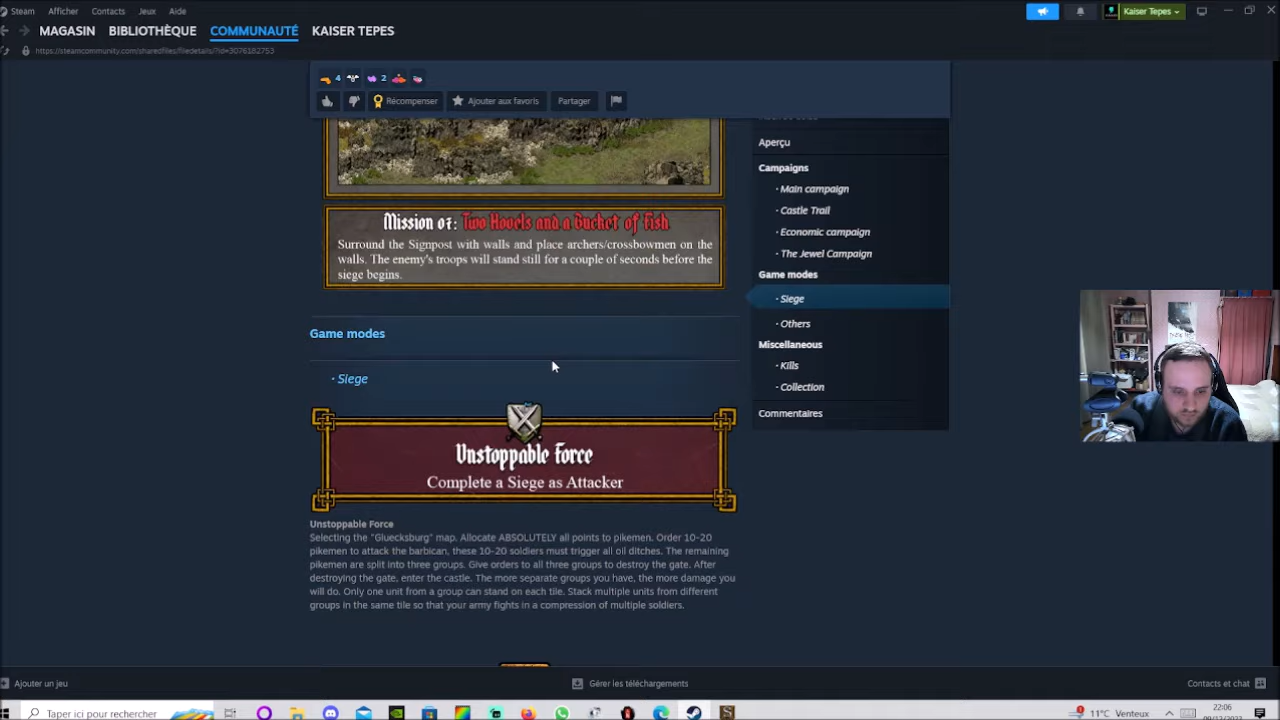 Steam Afficher Contacts Jeux Aide
Kaiser Tepes
MAGASIN BIBLIOTHÈQUE COMMUNAUTÉ KAISER TEPES
https://steamcommunity.com/sharedfiles/filedetails/?id=3076182753
4 2
Récompenser Ajouter aux favoris Partager
Aperçu
Campaigns
· Main campaign
· Castle Trail
· Economic campaign
· The Jewel Campaign
Game modes
· Siege
· Others
Miscellaneous
· Kills
· Collection
Commentaires
Mission 07: Two Hovels and a Bucket of Fish
Surround the Signpost with walls and place archers/crossbowmen on the
walls. The enemy's troops will stand still for a couple of seconds before the
siege begins.
Game modes
· Siege
Unstoppable Force
Complete a Siege as Attacker
Unstoppable Force
Selecting the "Gluecksburg" map. Allocate ABSOLUTELY all points to pikemen. Order 10-20
pikemen to attack the barbican, these 10-20 soldiers must trigger all oil ditches. The remaining
pikemen are split into three groups. Give orders to all three groups to destroy the gate. After
destroying the gate, enter the castle. The more separate groups you have, the more damage you
will do. Only one unit from a group can stand on each tile. Stack multiple units from different
groups in the same tile so that your army fights in a compression of multiple soldiers.
Ajouter un jeu Gérer les téléchargements Contacts et chat
Taper ici pour rechercher
11°C Venteux
22:06